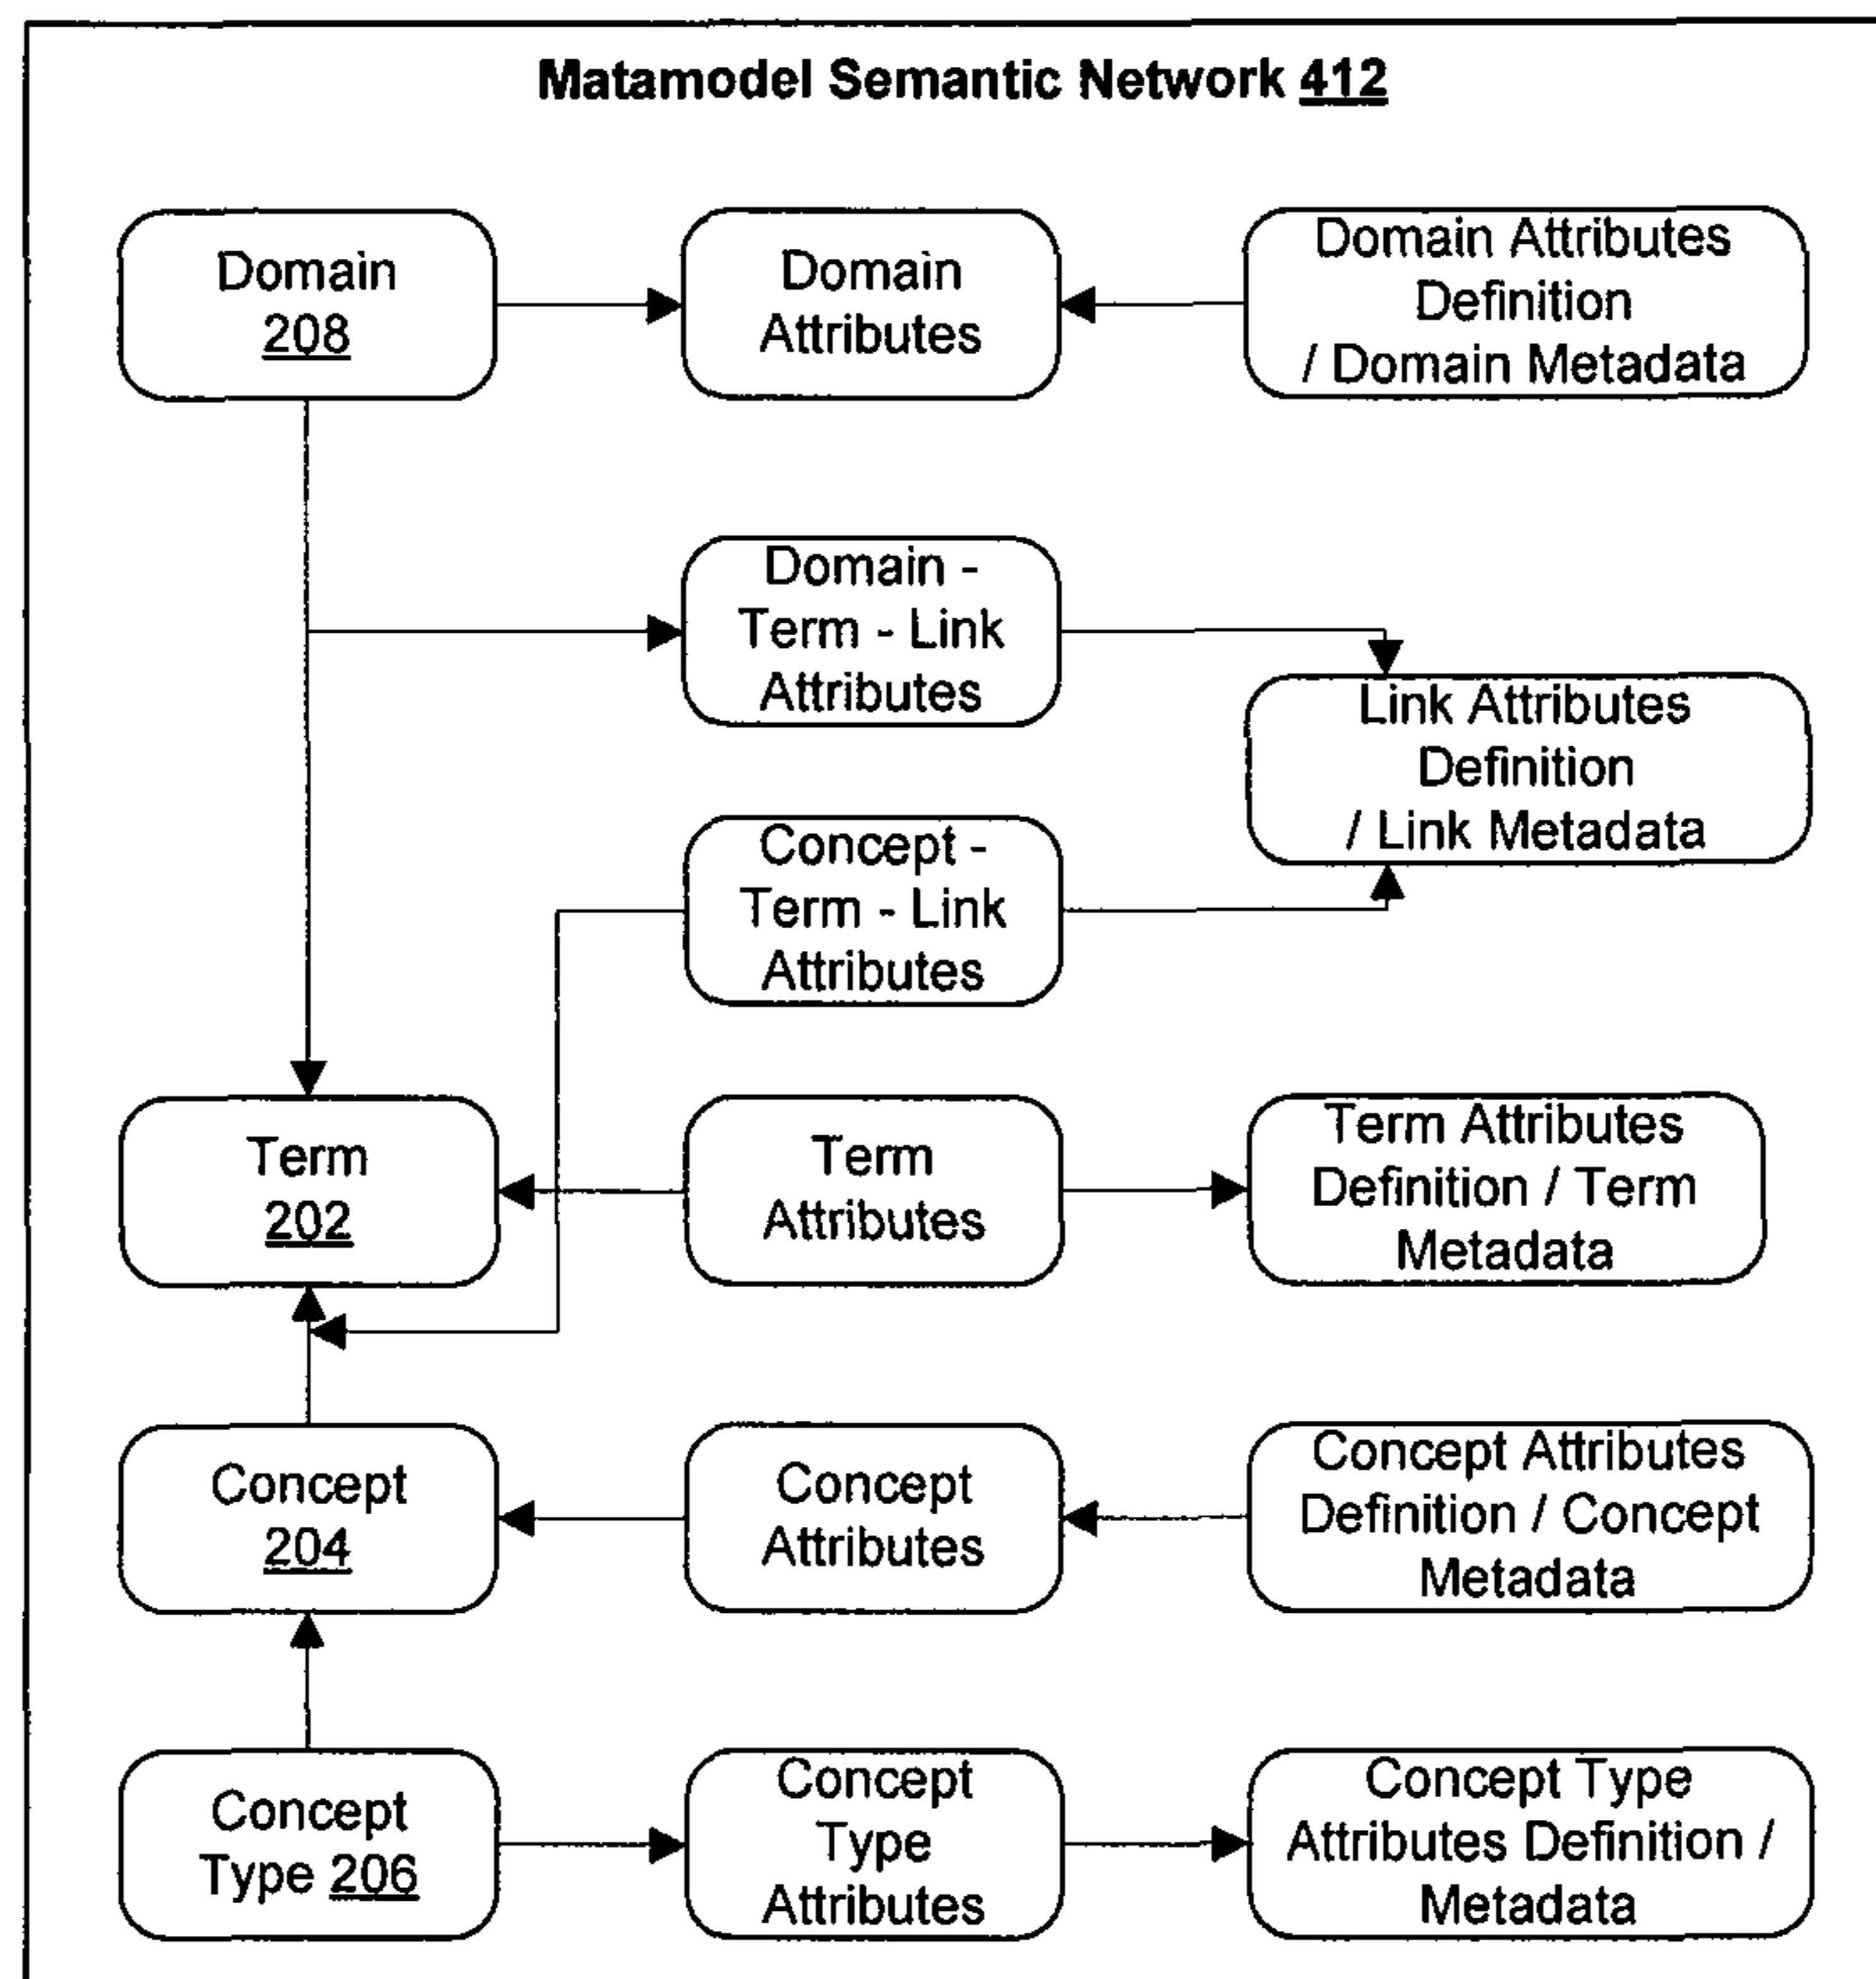 Matamodel Semantic Network 412
Domain
208
Domain
Attributes
Domain Attributes
Definition
/ Domain Metadata
Domain -
Term - Link
Attributes
Link Attributes
Definition
/ Link Metadata
Concept -
Term - Link
Attributes
Term
202
Term
Attributes
Term Attributes
Definition / Term
Metadata
Concept
204
Concept
Attributes
Concept Attributes
Definition / Concept
Metadata
Concept
Type 206
Concept
Type
Attributes
Concept Type
Attributes Definition /
Metadata